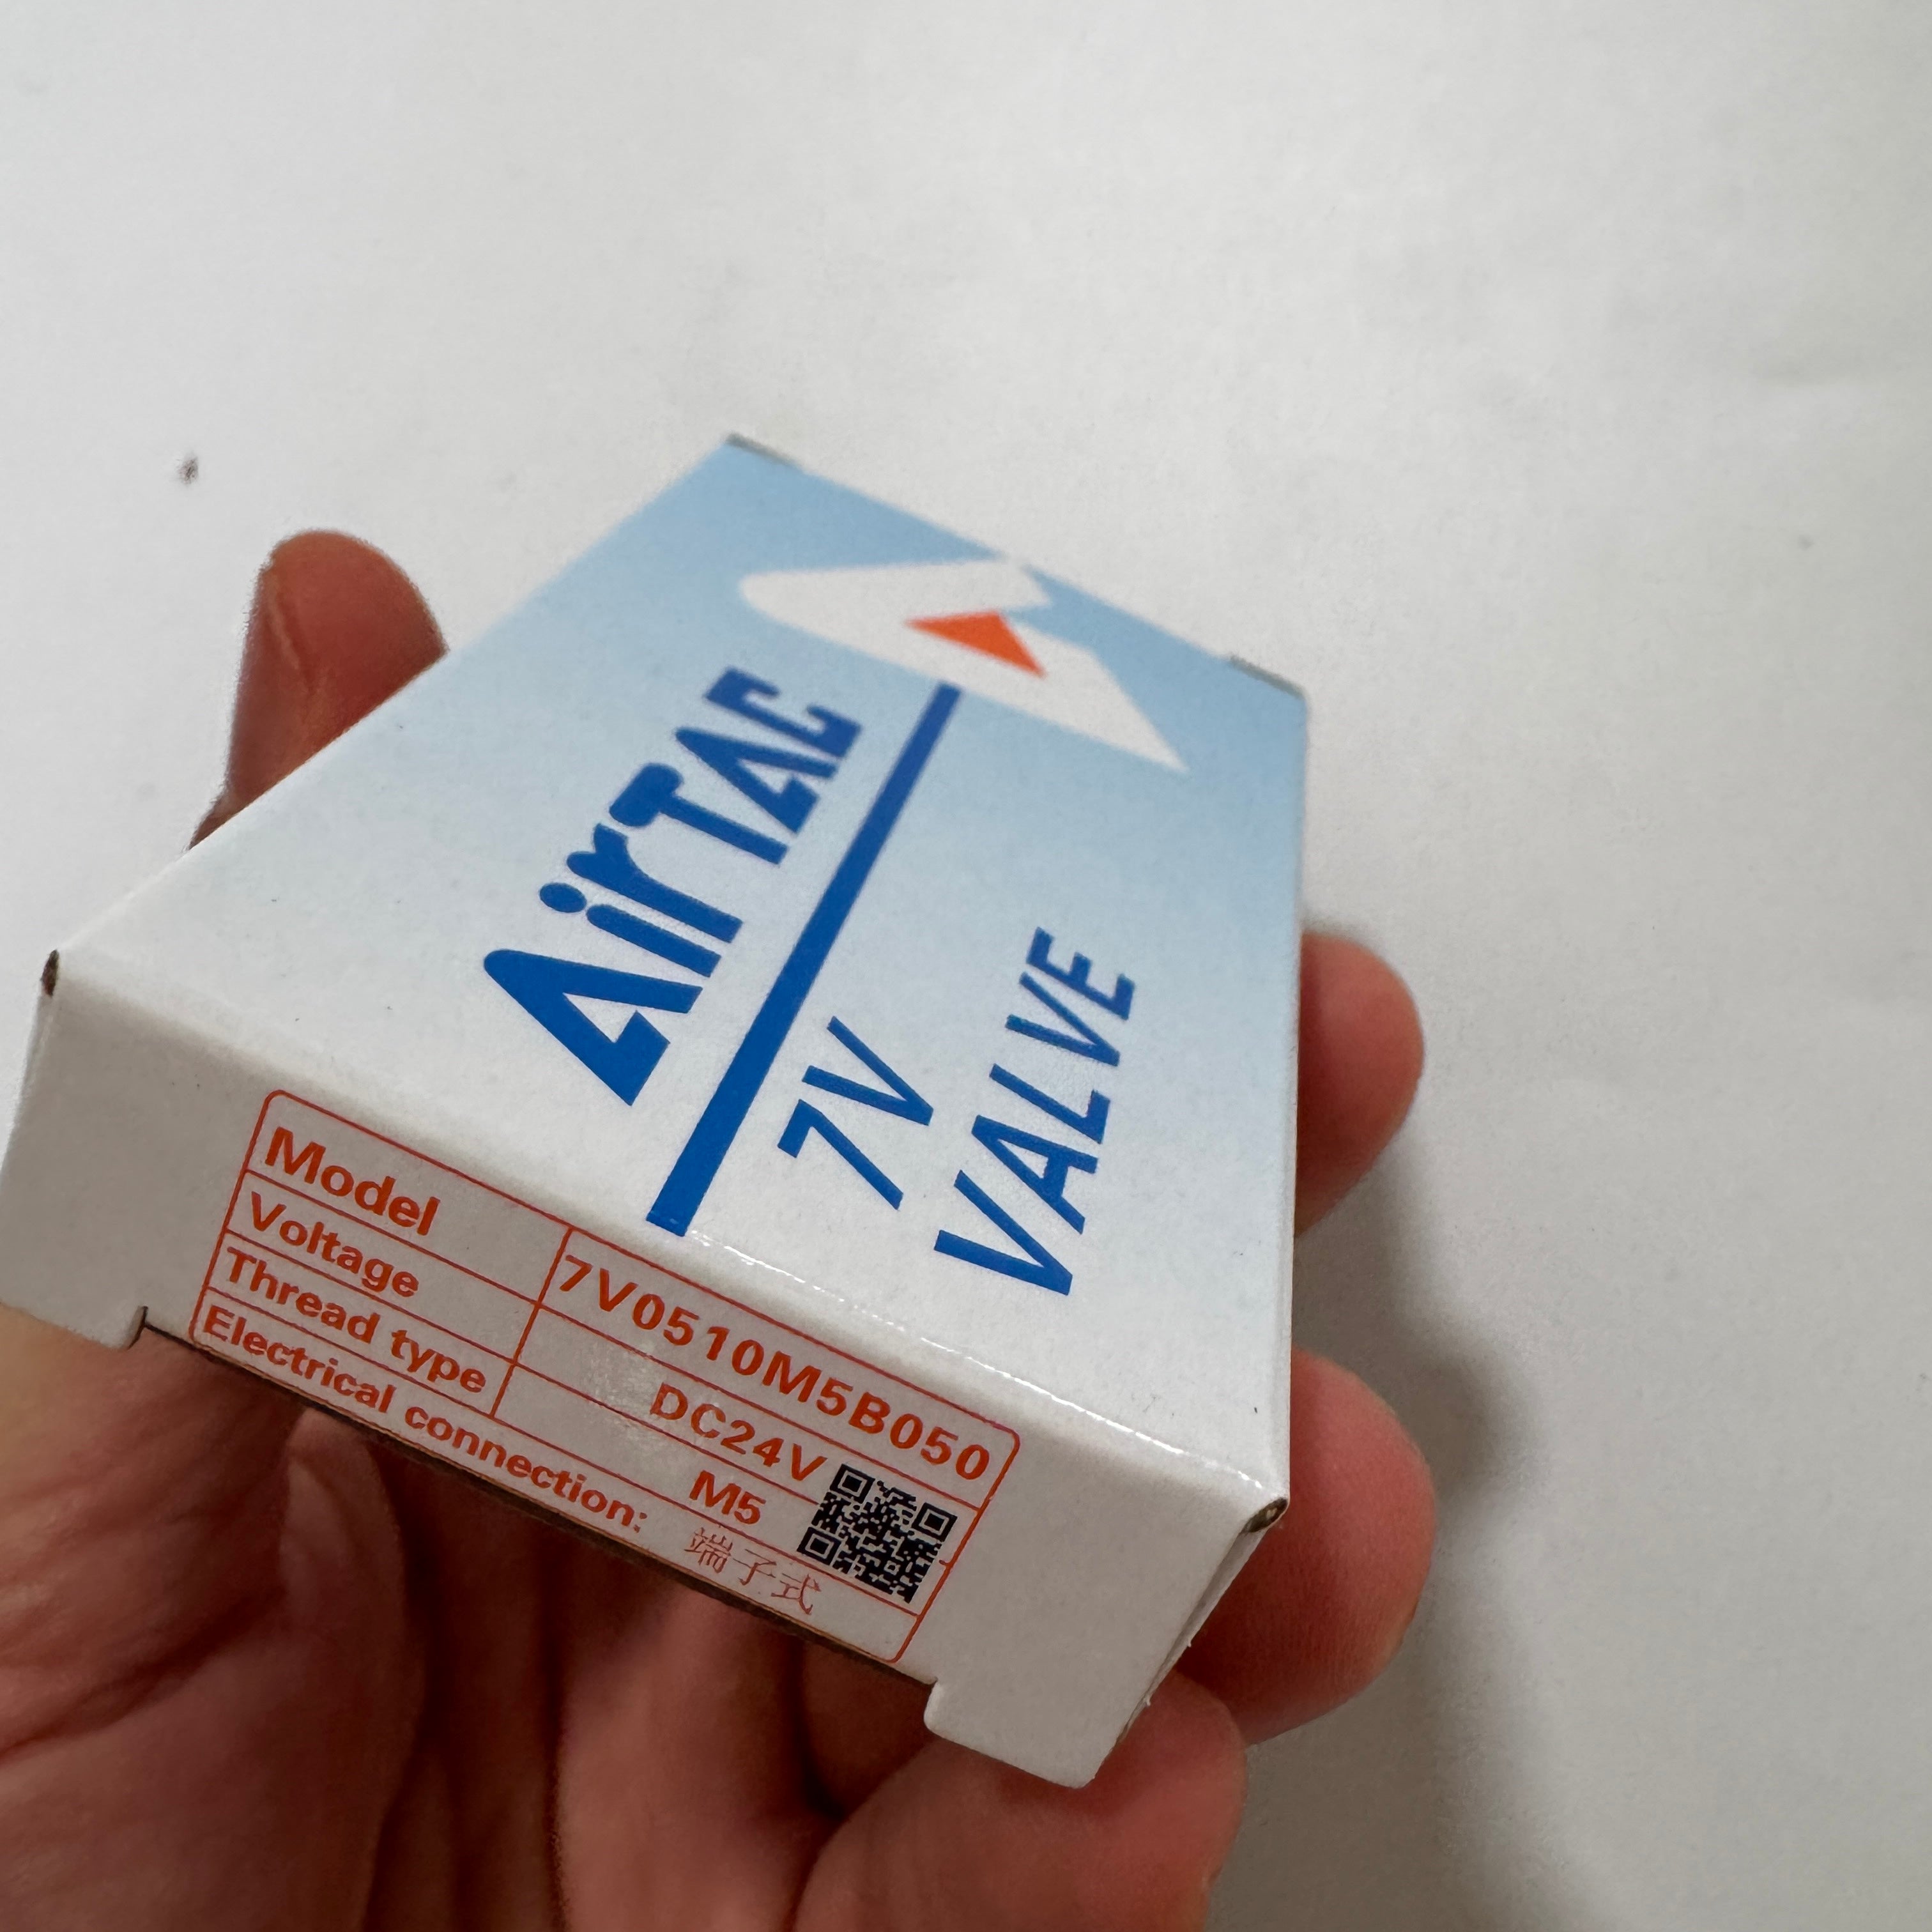 AirTAC
7V
VALVE
Model 7V0510M5B050
Voltage DC24V
Thread type M5
Electrical connection: 端子式